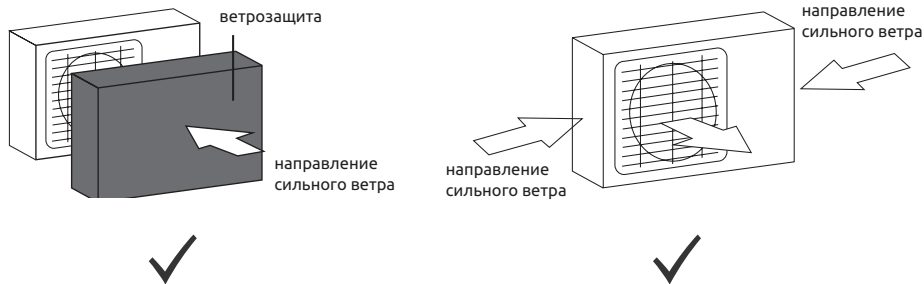 ветрозащита
направление
сильного ветра
направление
сильного ветра
направление
сильного ветра